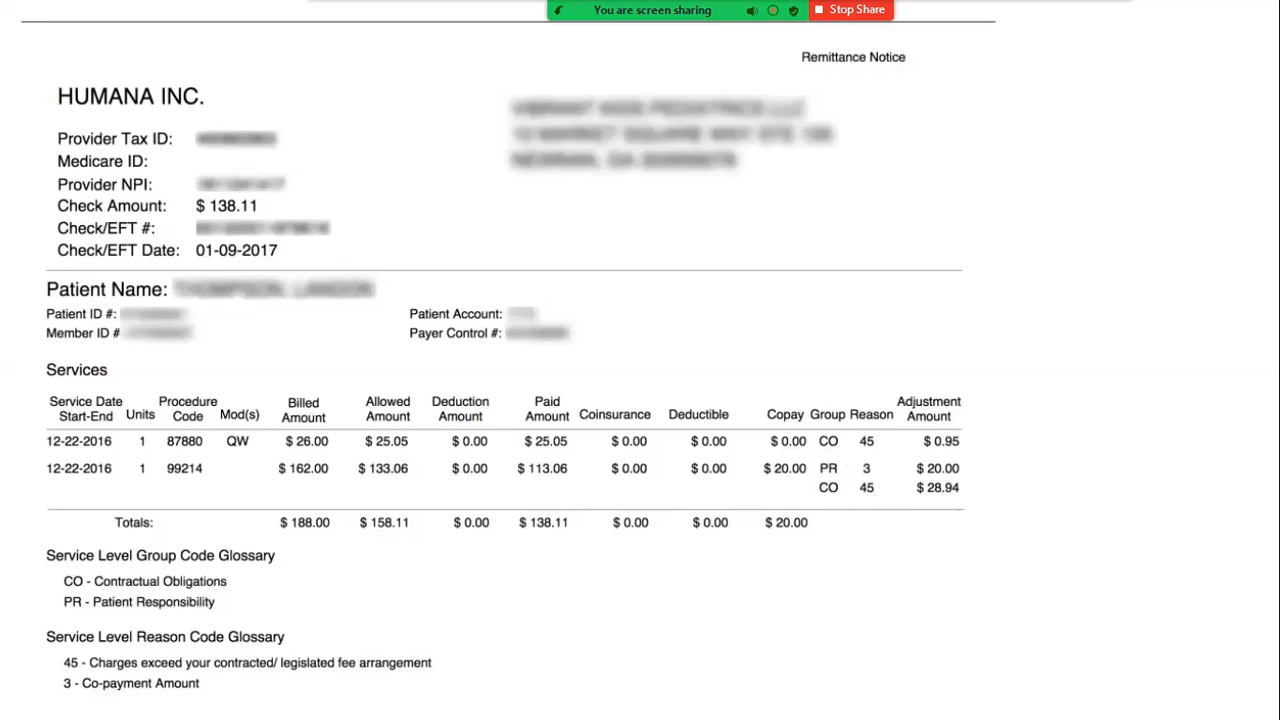 You are screen sharing Stop Share
Remittance Notice
HUMANA INC.
Provider Tax ID:
Medicare ID:
Provider NPI:
Check Amount: $ 138.11
Check/EFT #:
Check/EFT Date: 01-09-2017
Patient Name:
Patient ID #: Patient Account:
Member ID # Payer Control #:
Services
Service Date Start-End Units Procedure Code Mod(s) Billed Amount Allowed Amount Deduction Amount Paid Amount Coinsurance Deductible Copay Group Reason Adjustment Amount
12-22-2016 1 87880 QW $ 26.00 $ 25.05 $ 0.00 $ 25.05 $ 0.00 $ 0.00 $ 0.00 CO 45 $ 0.95
12-22-2016 1 99214 $ 162.00 $ 133.06 $ 0.00 $ 113.06 $ 0.00 $ 0.00 $ 20.00 PR 3 $ 20.00
CO 45 $ 28.94
Totals: $ 188.00 $ 158.11 $ 0.00 $ 138.11 $ 0.00 $ 0.00 $ 20.00
Service Level Group Code Glossary
CO - Contractual Obligations
PR - Patient Responsibility
Service Level Reason Code Glossary
45 - Charges exceed your contracted/ legislated fee arrangement
3 - Co-payment Amount